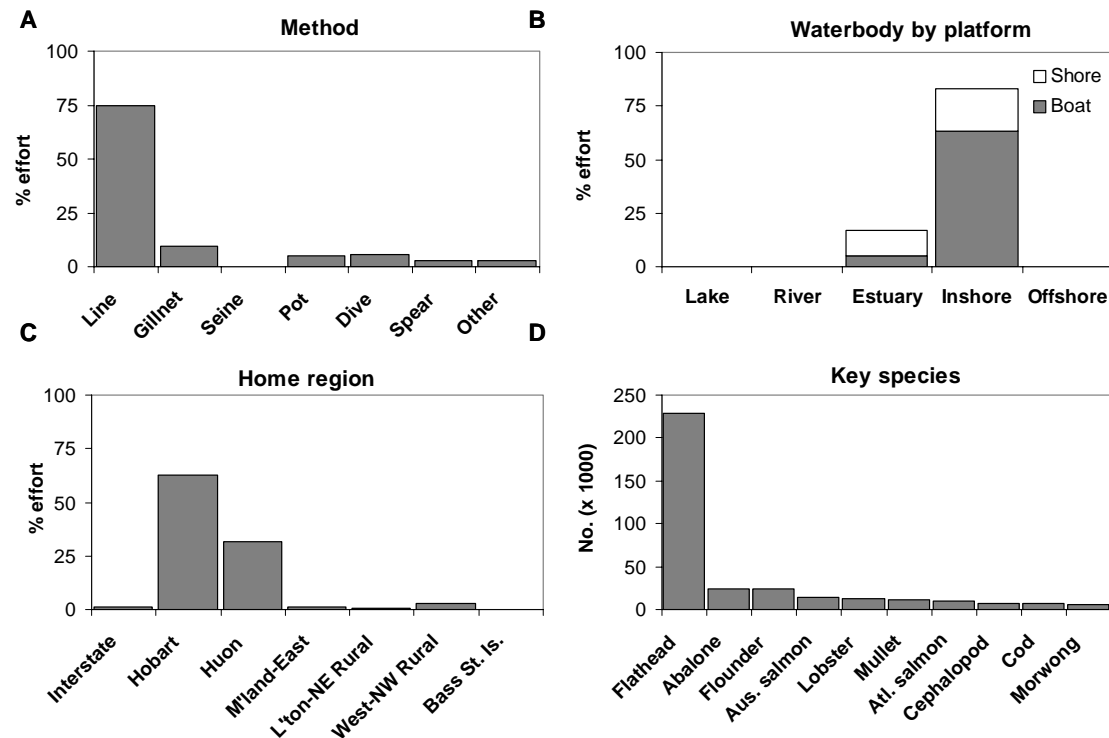 A
Method
100
75
50
25
0
% effort
Line
Gillnet
Seine
Pot
Dive
Spear
Other
B
Waterbody by platform
100
75
50
25
0
% effort
Shore
Boat
Lake
River
Estuary
Inshore
Offshore
C
Home region
100
75
50
25
0
% effort
Interstate
Hobart
Huon
M'land-East
L'ton-NE Rural
West-NW Rural
Bass St. Is.
D
Key species
250
200
150
100
50
0
No. (x 1000)
Flathead
Abalone
Flounder
Aus. salmon
Lobster
Mullet
Atl. salmon
Cephalopod
Cod
Morwong